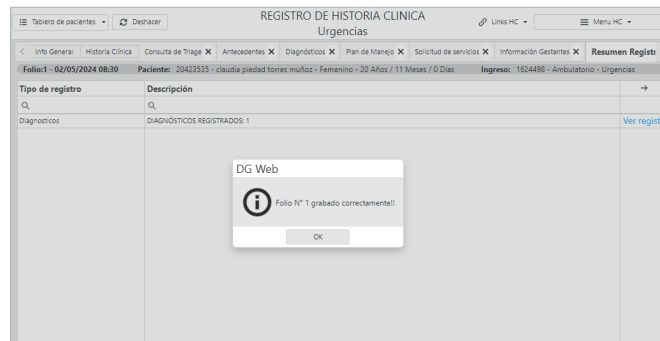 REGISTRO DE HISTORIA CLINICA
Urgencias
Tablero de pacientes Deshacer Links HC Menu HC
Info General Historia Clínica Consulta de Triage X Antecedentes X Diagnósticos X Plan de Manejo X Solicitud de servicios X Información Gestantes X Resumen Registr
Folio:1 - 02/05/2024 08:30 Paciente: 20423535 - claudia piedad torres muñoz - Femenino - 20 Años / 11 Meses / 0 Días Ingreso: 1624498 - Ambulatorio - Urgencias
Tipo de registro Descripción →
Diagnosticos DIAGNÓSTICOS REGISTRADOS: 1 Ver regist
DG Web
Folio N° 1 grabado correctamente!!
OK